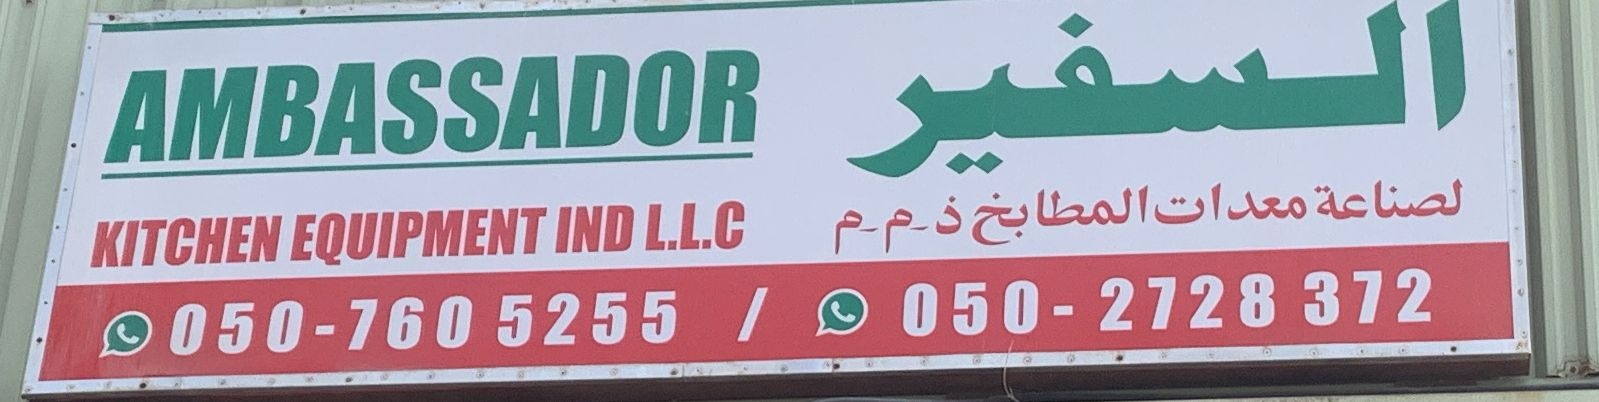 AMBASSADOR
السفير
KITCHEN EQUIPMENT IND L.L.C
لصناعة معدات المطابخ ذ-م-م
050-760 5255 / 050- 2728 372